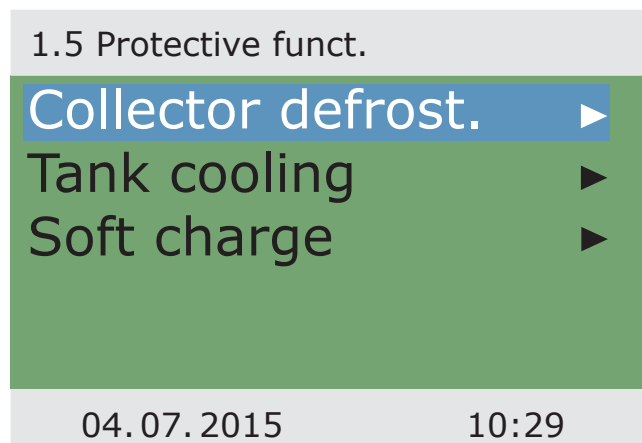 1.5 Protective funct.
Collector defrost. ►
Tank cooling ►
Soft charge ►
04.07.2015 10:29